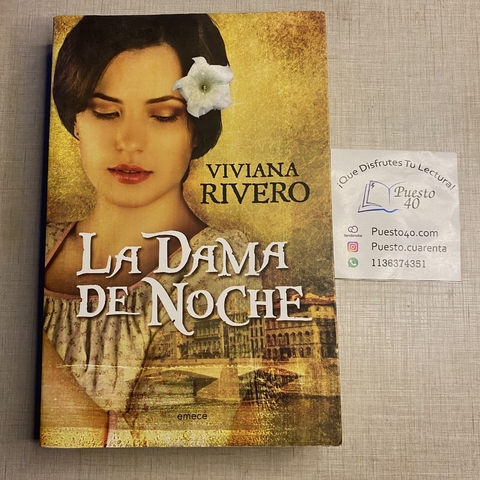 VIVIANA
RIVERO
LA DAMA
DE NOCHE
emecé
¡Que Disfrutes Tu Lectura!
Puesto
40
Puesto40.com
Puesto.cuarenta
1136374351